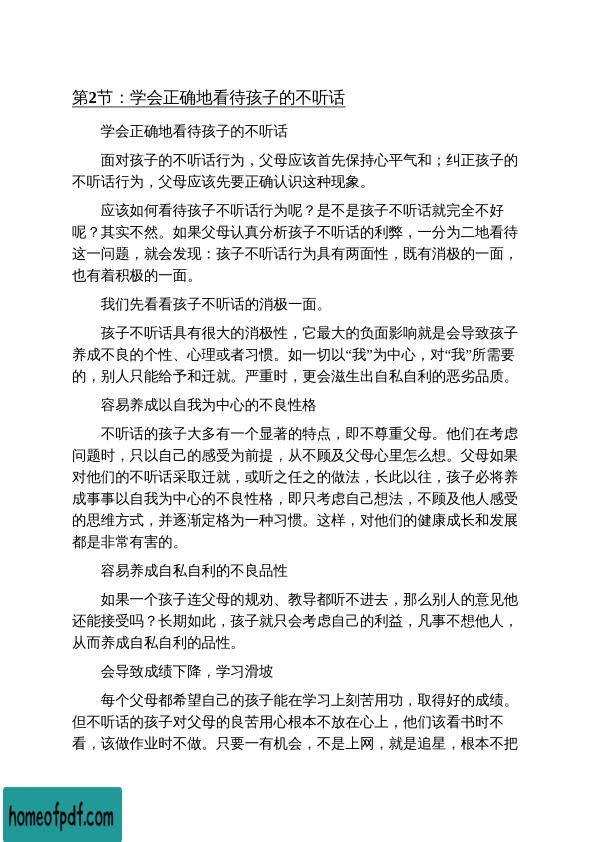 第2节：学会正确地看待孩子的不听话
学会正确地看待孩子的不听话
面对孩子的不听话行为，父母应该首先保持心平气和；纠正孩子的
不听话行为，父母应该先要正确认识这种现象。
应该如何看待孩子不听话行为呢？是不是孩子不听话就完全不好
呢？其实不然。如果父母认真分析孩子不听话的利弊，一分为二地看待
这一问题，就会发现：孩子不听话行为具有两面性，既有消极的一面，
也有着积极的一面。
我们先看看孩子不听话的消极一面。
孩子不听话具有很大的消极性，它最大的负面影响就是会导致孩子
养成不良的个性、心理或者习惯。如一切以“我”为中心，对“我”所需要
的，别人只能给予和迁就。严重时，更会滋生出自私自利的恶劣品质。
容易养成以自我为中心的不良性格
不听话的孩子大多有一个显著的特点，即不尊重父母。他们在考虑
问题时，只以自己的感受为前提，从不顾及父母心里怎么想。父母如果
对他们的不听话采取迁就，或听之任之的做法，长此以往，孩子必将养
成事事以自我为中心的不良性格，即只考虑自己想法，不顾及他人感受
的思维方式，并逐渐定格为一种习惯。这样，对他们的健康成长和发展
都是非常有害的。
容易养成自私自利的不良品性
如果一个孩子连父母的规劝、教导都听不进去，那么别人的意见他
还能接受吗？长期如此，孩子就只会考虑自己的利益，凡事不想他人，
从而养成自私自利的品性。
会导致成绩下降，学习滑坡
每个父母都希望自己的孩子能在学习上刻苦用功，取得好的成绩。
但不听话的孩子对父母的良苦用心根本不放在心上，他们该看书时不
看，该做作业时不做。只要一有机会，不是上网，就是追星，根本不把
homeofpdf.com